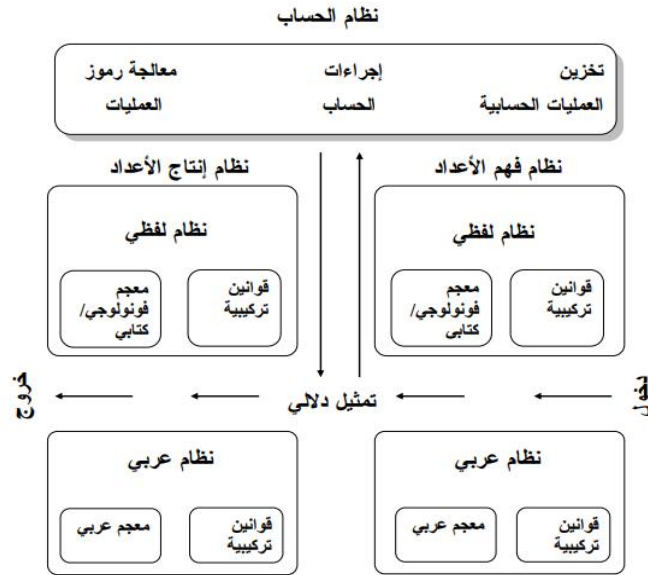 نظام الحساب
تخزين إجراءات معالجة رموز
العمليات الحسابية الحساب العمليات
نظام فهم الأعداد
نظام لفظي
قوانين
تركيبية
معجم
فونولوجي/
كتابي
نظام إنتاج الأعداد
نظام لفظي
قوانين
تركيبية
معجم
فونولوجي/
كتابي
دخول
تمثيل دلالي
خروج
نظام عربي
قوانين
تركيبية
معجم عربي
نظام عربي
قوانين
تركيبية
معجم عربي